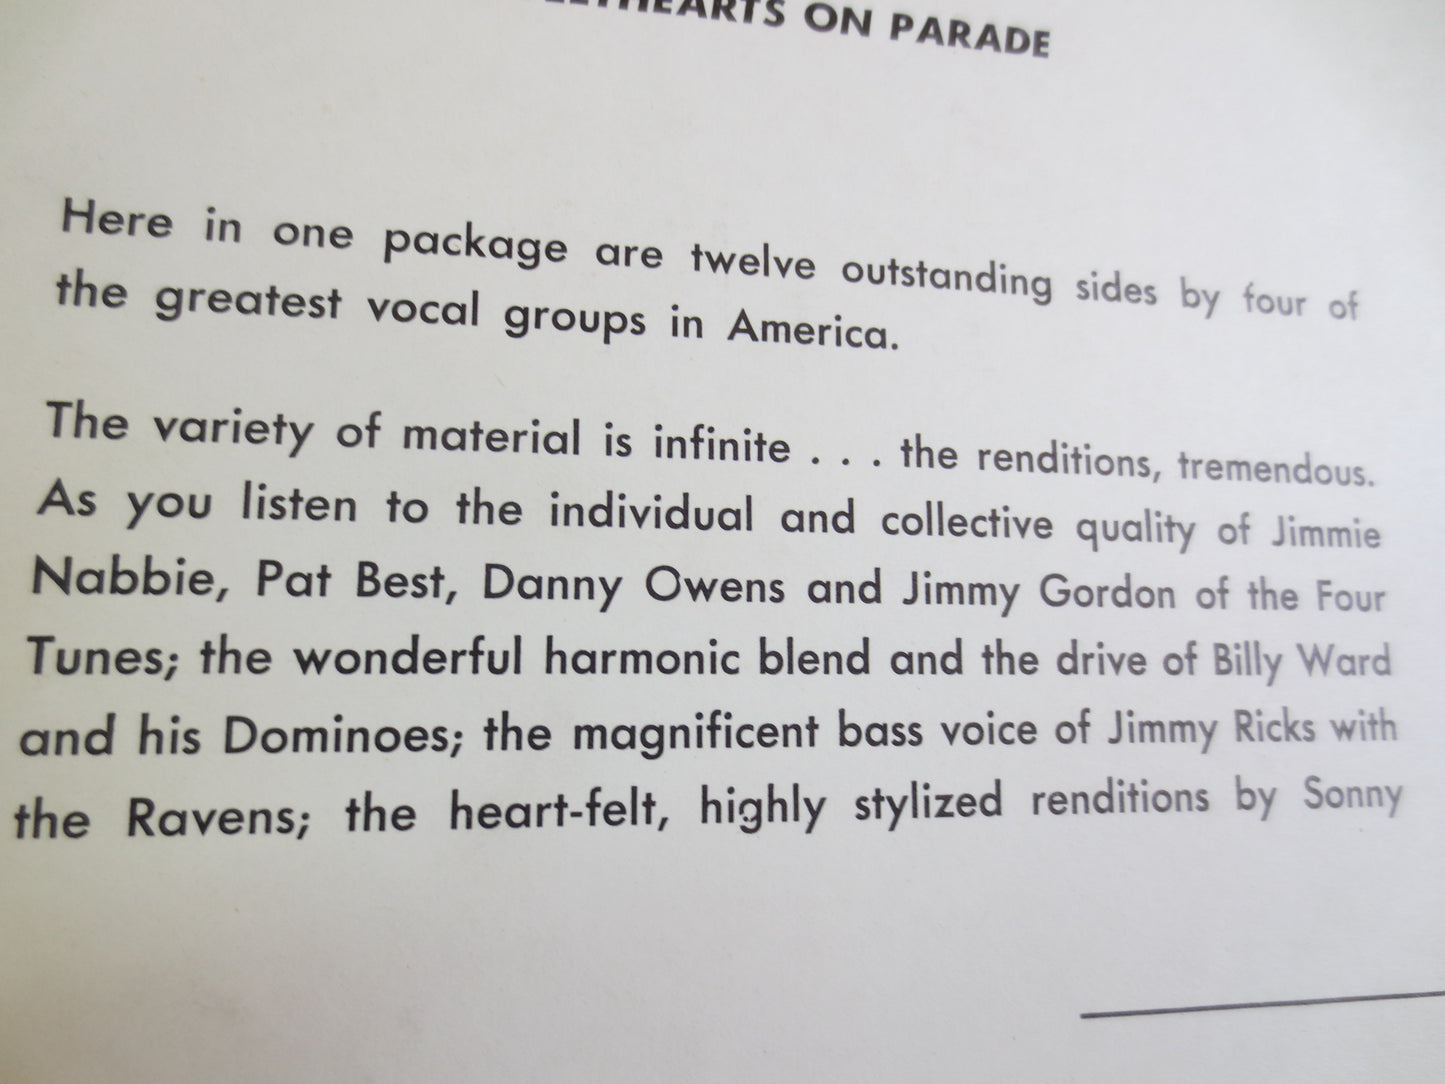 ON PARADE
Here in one package are twelve outstanding sides by four of
the greatest vocal groups in America.
The variety of material is infinite . . . the renditions, tremendous.
As you listen to the individual and collective quality of Jimmie
Nabbie, Pat Best, Danny Owens and Jimmy Gordon of the Four
Tunes; the wonderful harmonic blend and the drive of Billy Ward
and his Dominoes; the magnificent bass voice of Jimmy Ricks with
the Ravens; the heart-felt, highly stylized renditions by Sonny